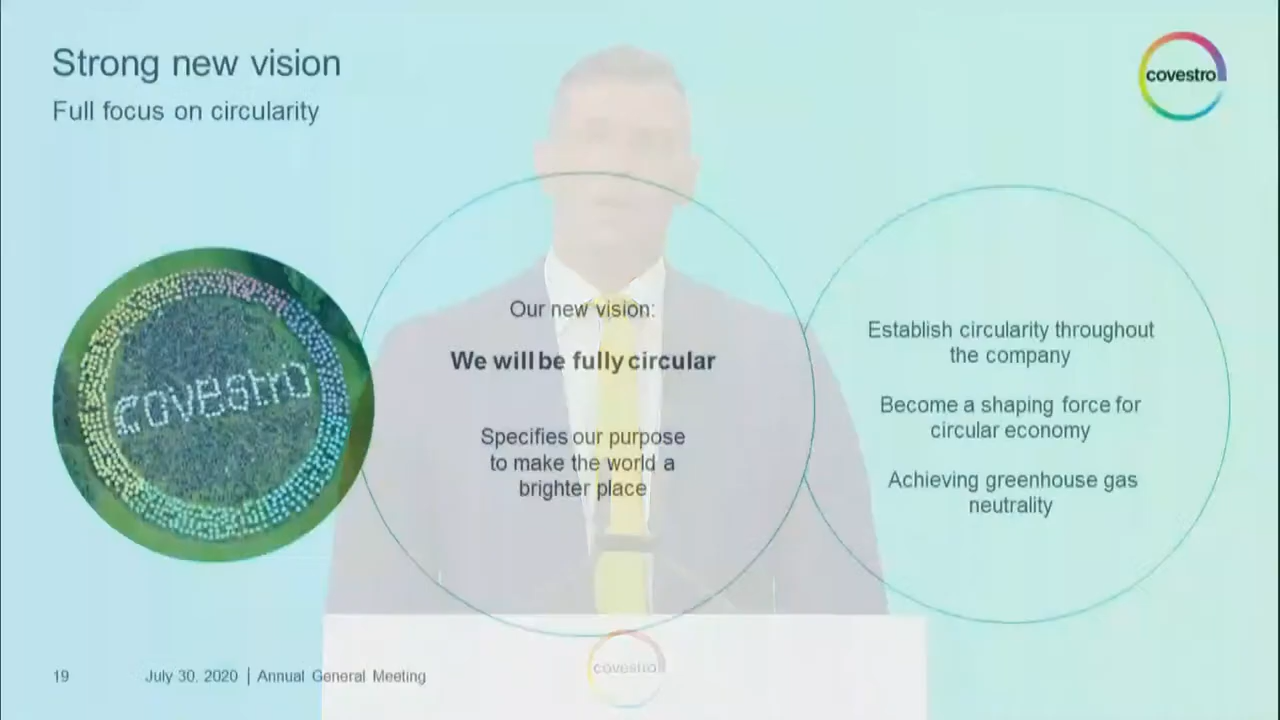 Strong new vision
Full focus on circularity
covestro
covestro
Our new vision:
We will be fully circular
Specifies our purpose
to make the world a
brighter place
Establish circularity throughout
the company
Become a shaping force for
circular economy
Achieving greenhouse gas
neutrality
covestro
19
July 30, 2020 | Annual General Meeting